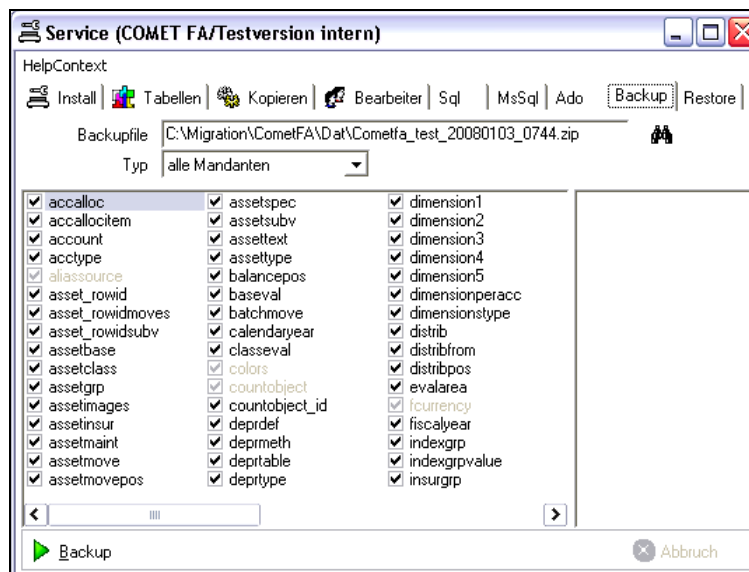 Service (COMET FA/Testversion intern)
HelpContext
Install Tabellen Kopieren Bearbeiter Sql MsSql Ado Backup Restore
Backupfile C:\Migration\CometFA\Dat\Cometfa_test_20080103_0744.zip
Typ alle Mandanten
accalloc assetspec dimension1
accallocitem assetsubv dimension2
account assettext dimension3
acctype assettype dimension4
aliassource balancepos dimension5
asset_rowid baseval dimensionperacc
asset_rowidmoves batchmove dimensionstype
asset_rowidsubv calendaryear distrib
assetbase classeval distribfrom
assetclass colors distribpos
assetgrp countobject evalarea
assetimages countobject_id fcurrency
assetinsur deprdef fiscalyear
assetmaint deprmeth indexgrp
assetmove deprtable indexgrpvalue
assetmovepos deprtype insurgrp
Backup Abbruch